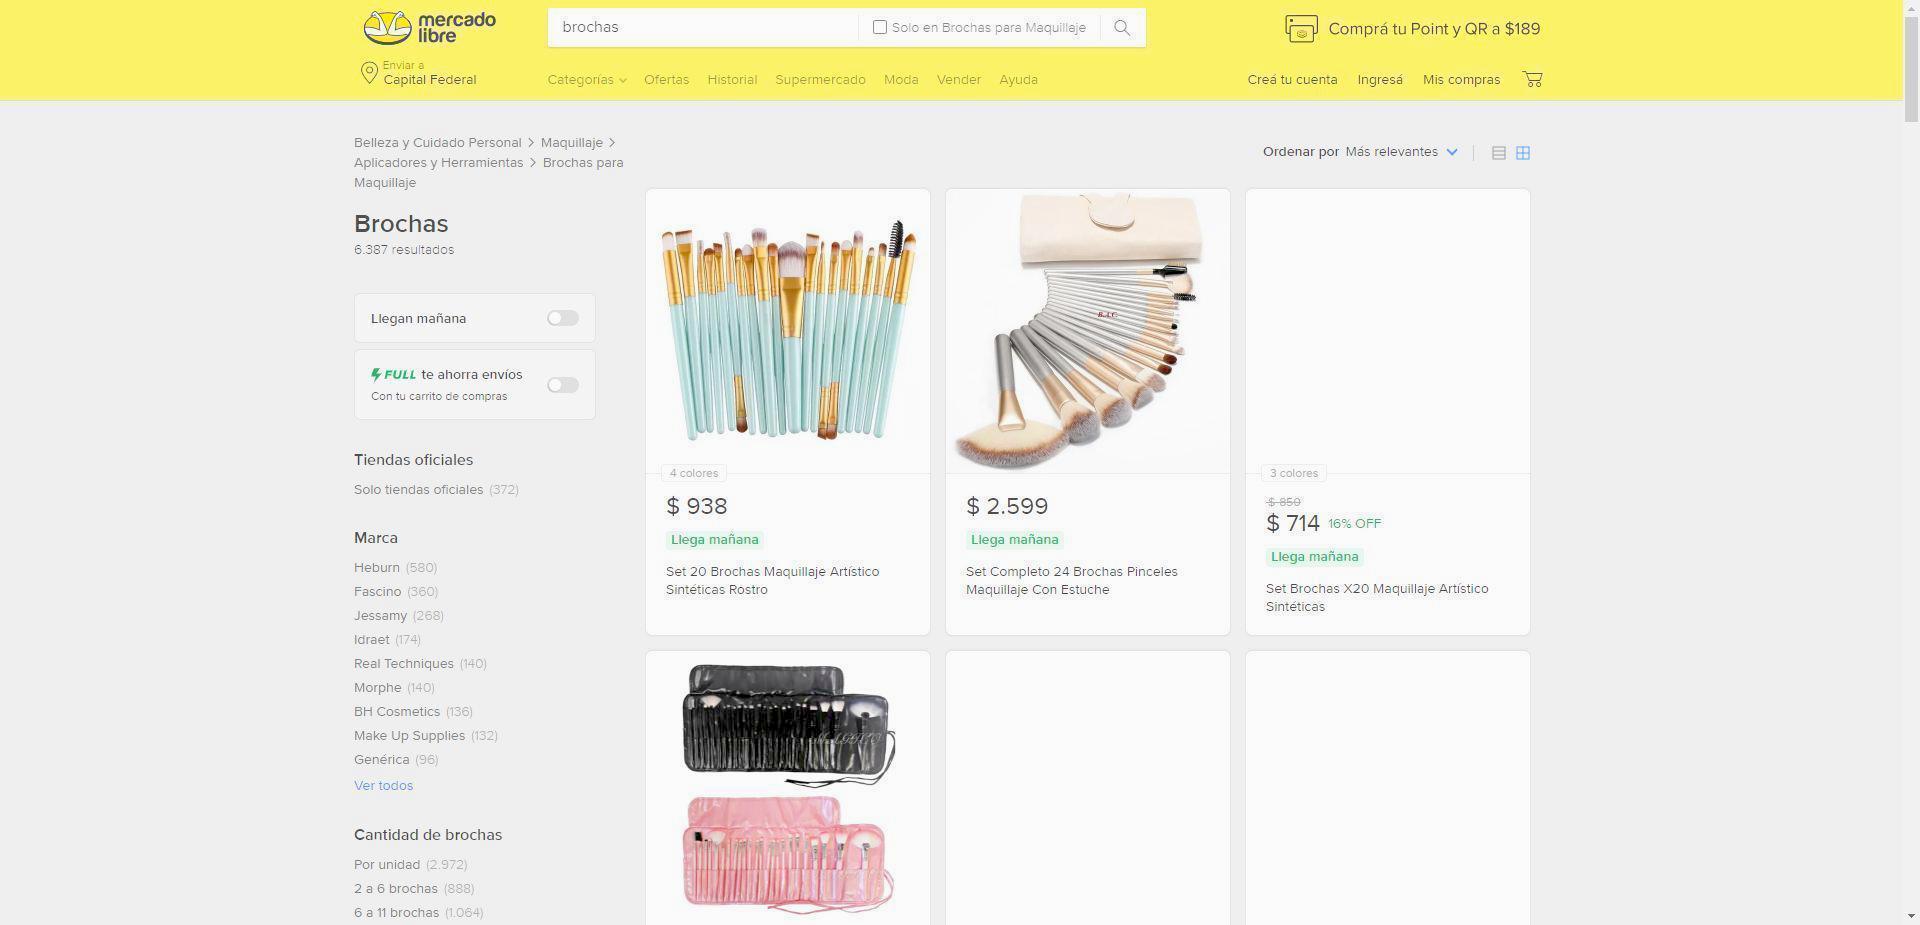 mercado
libre
brochas
Solo en Brochas para Maquillaje
Comprá tu Point y QR a $189
Enviar a
Capital Federal
Categorías
Ofertas
Historial
Supermercado
Moda
Vender
Ayuda
Creá tu cuenta
Ingresá
Mis compras
Belleza y Cuidado Personal > Maquillaje >
Aplicadores y Herramientas > Brochas para
Maquillaje
Ordenar por Más relevantes
Brochas
6.387 resultados
Llegan mañana
FULL te ahorra envíos
Con tu carrito de compras
Tiendas oficiales
Solo tiendas oficiales (372)
Marca
Heburn (580)
Fascino (360)
Jessamy (268)
Idraet (174)
Real Techniques (140)
Morphe (140)
BH Cosmetics (136)
Make Up Supplies (132)
Genérica (96)
Ver todos
Cantidad de brochas
Por unidad (2.972)
2 a 6 brochas (888)
6 a 11 brochas (1.064)
4 colores
$ 938
Llega mañana
Set 20 Brochas Maquillaje Artístico
Sintéticas Rostro
$ 2.599
Llega mañana
Set Completo 24 Brochas Pinceles
Maquillaje Con Estuche
3 colores
$ 850
$ 714 16% OFF
Llega mañana
Set Brochas X20 Maquillaje Artístico
Sintéticas